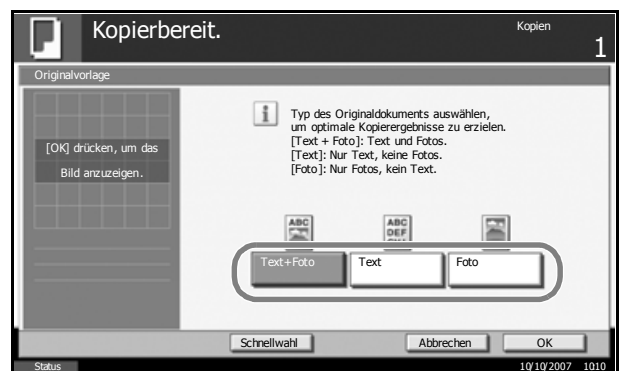 Kopierbereit.
Kopien
1
Originalvorlage
[OK] drücken, um das
Bild anzuzeigen.
Typ des Originaldokuments auswählen,
um optimale Kopierergebnisse zu erzielen.
[Text + Foto]: Text und Fotos.
[Text]: Nur Text, keine Fotos.
[Foto]: Nur Fotos, kein Text.
ABC
ABC
DEF
Text+Foto
Text
Foto
Schnellwahl
Abbrechen
OK
Status
10/10/2007 1010